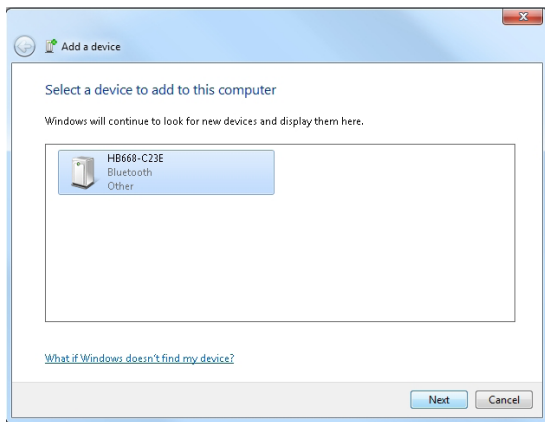 Add a device
Select a device to add to this computer
Windows will continue to look for new devices and display them here.
HB668-C23E
Bluetooth
Other
What if Windows doesn't find my device?
Next Cancel